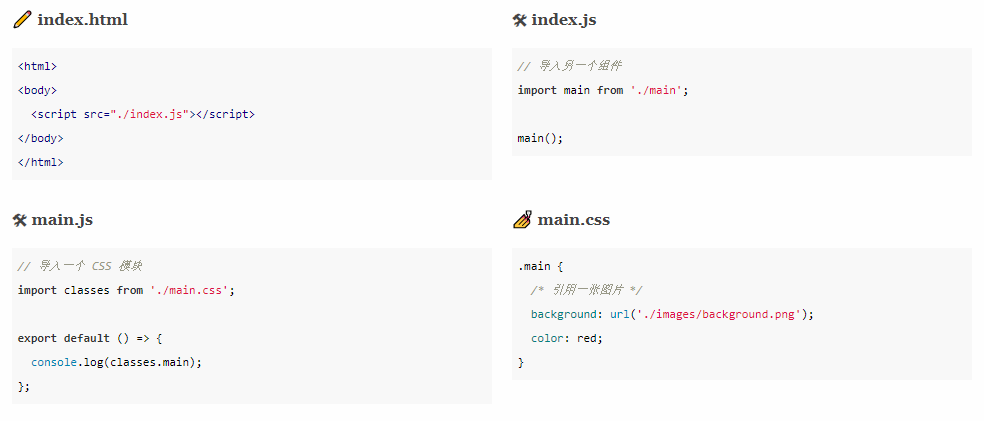 index.html
<html>
<body>
  <script src="./index.js"></script>
</body>
</html>
index.js
// 导入另一个组件
import main from './main';
main();
main.js
// 导入一个 CSS 模块
import classes from './main.css';
export default () => {
  console.log(classes.main);
};
main.css
.main {
  /* 引用一张图片 */
  background: url('./images/background.png');
  color: red;
}